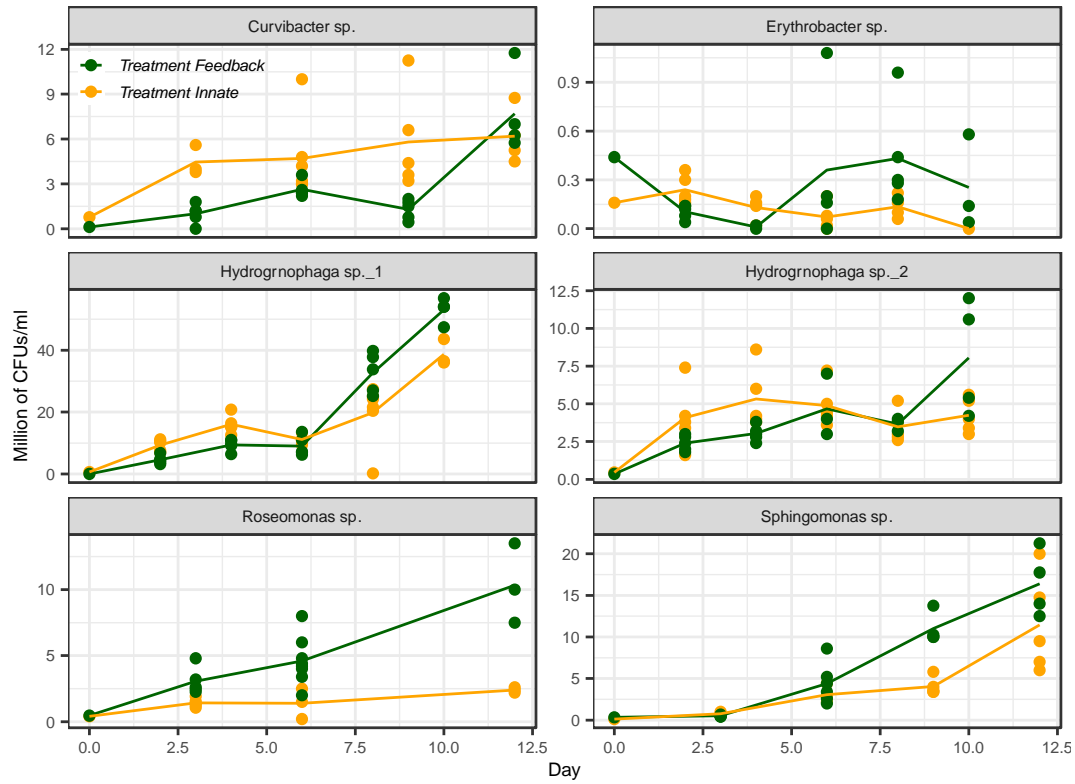 Curvibacter sp.
Erythrobacter sp.
12
9
6
3
0
Treatment Feedback
Treatment Innate
0.9
0.6
0.3
0.0
Hydrogrnophaga sp._1
Hydrogrnophaga sp._2
Million of CFUs/ml
40
20
0
12.5
10.0
7.5
5.0
2.5
0.0
Roseomonas sp.
Sphingomonas sp.
10
5
0
20
15
10
5
0
0.0 2.5 5.0 7.5 10.0 12.5
0.0 2.5 5.0 7.5 10.0 12.5
Day